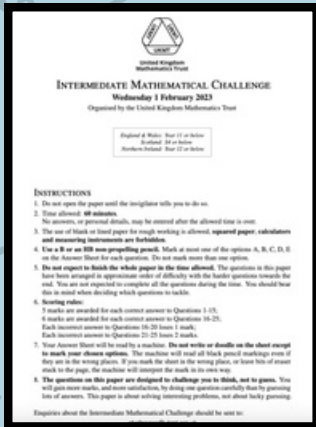 UKMT
United Kingdom
Mathematics Trust
INTERMEDIATE MATHEMATICAL CHALLENGE
Wednesday 1 February 2023
Organised by the United Kingdom Mathematics Trust
England & Wales: Year 11 or below
Scotland: S4 or below
Northern Ireland: Year 12 or below
INSTRUCTIONS
1. Do not open the paper until the invigilator tells you to do so.
2. Time allowed: 60 minutes.
No answers, or personal details, may be entered after the allowed time is over.
3. The use of blank or lined paper for rough working is allowed; squared paper, calculators
and measuring instruments are forbidden.
4. Use a B or an HB non-propelling pencil. Mark at most one of the options A, B, C, D, E
on the Answer Sheet for each question. Do not mark more than one option.
5. Do not expect to finish the whole paper in the time allowed. The questions in this paper
have been arranged in approximate order of difficulty with the harder questions towards the
end. You are not expected to complete all the questions during the time. You should bear
this in mind when deciding which questions to tackle.
6. Scoring rules:
5 marks are awarded for each correct answer to Questions 1-15;
6 marks are awarded for each correct answer to Questions 16-25;
Each incorrect answer to Questions 16-20 loses 1 mark;
Each incorrect answer to Questions 21-25 loses 2 marks.
7. Your Answer Sheet will be read by a machine. Do not write or doodle on the sheet except
to mark your chosen options. The machine will read all black pencil markings even if
they are in the wrong places. If you mark the sheet in the wrong place, or leave bits of eraser
stuck to the page, the machine will interpret the mark in its own way.
8. The questions on this paper are designed to challenge you to think, not to guess. You
will gain more marks, and more satisfaction, by doing one question carefully than by guessing
lots of answers. This paper is about solving interesting problems, not about lucky guessing.
Enquiries about the Intermediate Mathematical Challenge should be sent to: